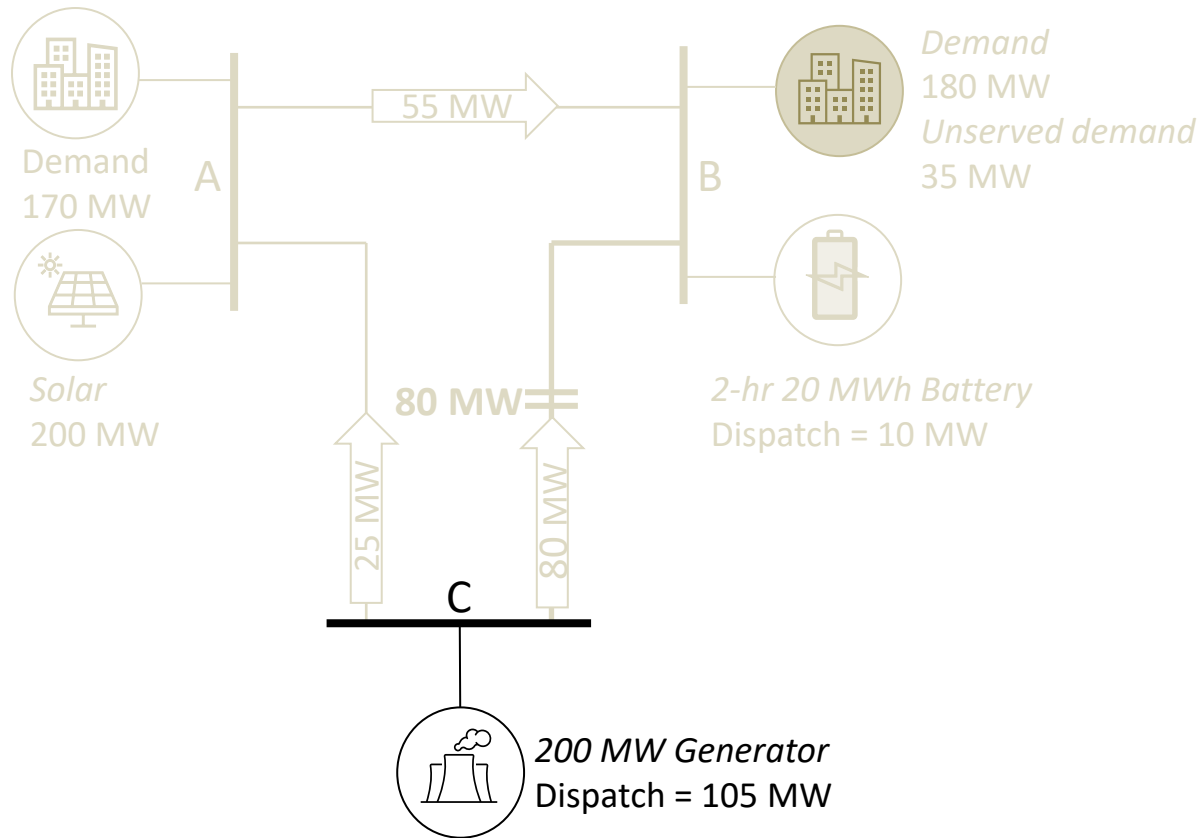 Demand
170 MW
A
Solar
200 MW
55 MW
B
Demand
180 MW
Unserved demand
35 MW
2-hr 20 MWh Battery
Dispatch = 10 MW
80 MW
25 MW
80 MW
C
200 MW Generator
Dispatch = 105 MW